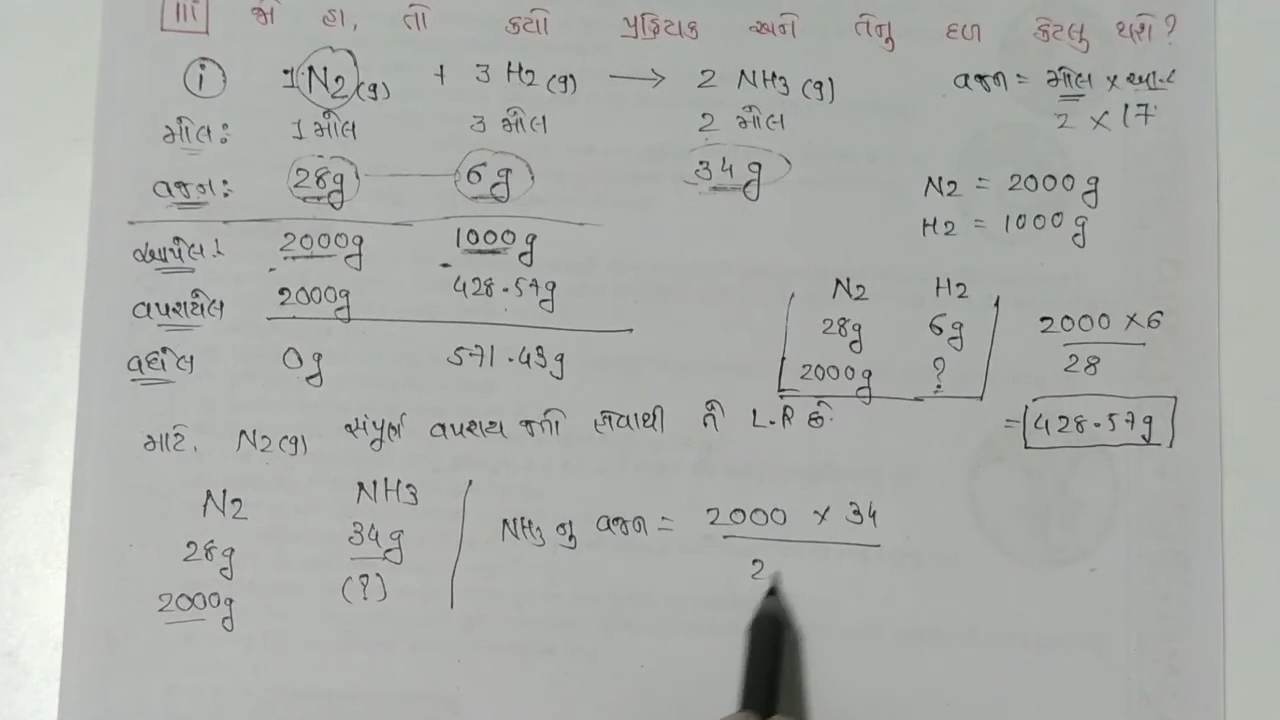 III જો હા, તો કયો પ્રક્રિયક અને તેનુ દળ કેટલુ થશે?
i 1 N2(g) + 3 H2(g) → 2 NH3(g)
મોલ: 1 મોલ 3 મોલ 2 મોલ
વજન: 28g 6g 34g
આપેલ: 2000g 1000g
વપરાયેલ 2000g 428.57g
વધેલ 0g 571.43g
વજન = મોલ ×
2 × 17
N2 = 2000g
H2 = 1000g
N2 H2
28g 6g
2000g ?
2000 × 6
28
= 428.57g
માટે, N2(g) સંપુર્ણ વપરાય જતી હોવાથી તે L.R છે.
N2 NH3
28g 34g
2000g (?)
NH3 નુ વજન = 2000 × 34
2